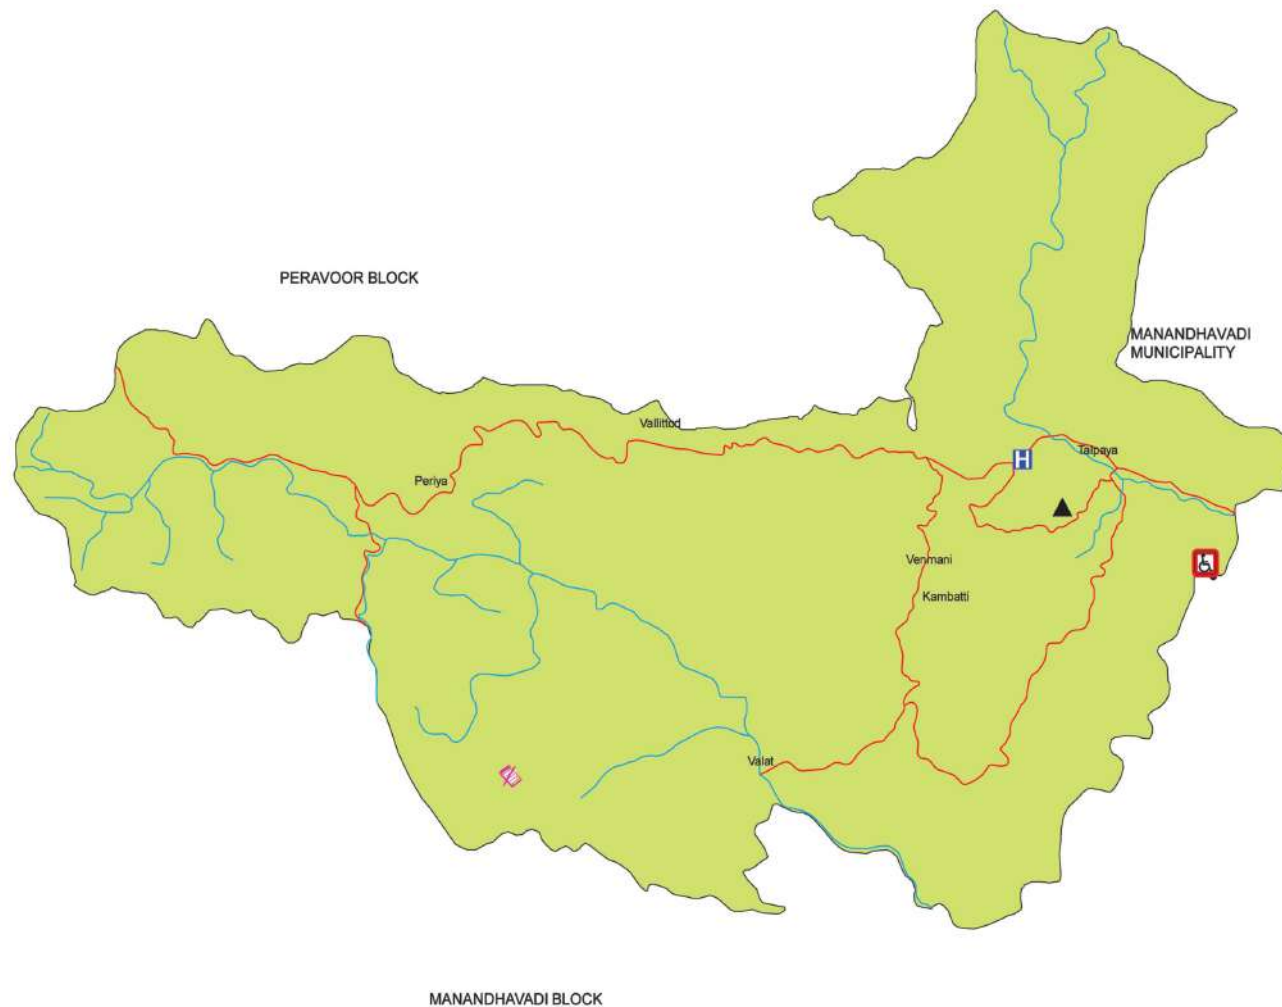 PERAVOOR BLOCK
MANANDHAVADI
MUNICIPALITY
Vallittod
Talpaya
H
Periya
Venmani
Kambatti
Valat
MANANDHAVADI BLOCK